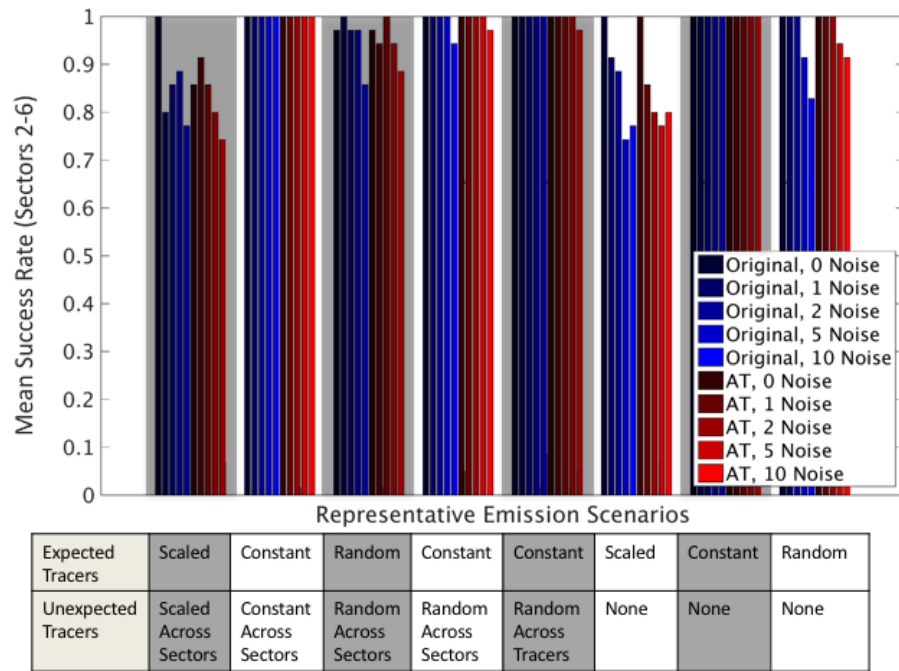 Mean Success Rate (Sectors 2-6)
1
0.9
0.8
0.7
0.6
0.5
0.4
0.3
0.2
0.1
0
Original, 0 Noise
Original, 1 Noise
Original, 2 Noise
Original, 5 Noise
Original, 10 Noise
AT, 0 Noise
AT, 1 Noise
AT, 2 Noise
AT, 5 Noise
AT, 10 Noise
Representative Emission Scenarios
Expected Tracers
Scaled
Constant
Random
Constant
Constant
Scaled
Constant
Random
Unexpected Tracers
Scaled Across Sectors
Constant Across Sectors
Random Across Sectors
Random Across Sectors
Random Across Tracers
None
None
None